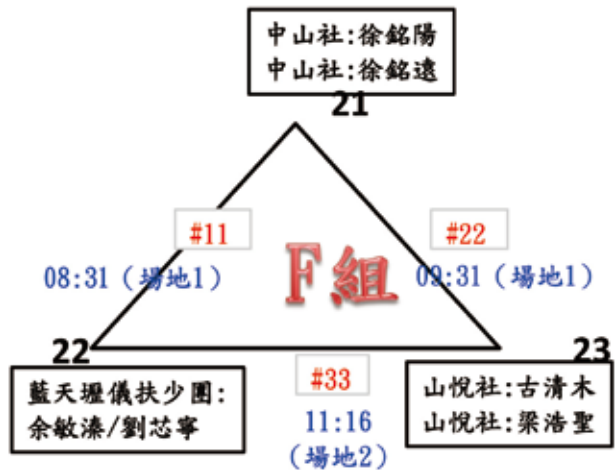 中山社:徐銘陽
中山社:徐銘遠
21
#11
#22
08:31(場地1)
F組
09:31(場地1)
22
23
藍天壢儀扶少團:
余敏溱/劉芯寧
#33
11:16
(場地2)
山悅社:古清木
山悅社:梁浩聖